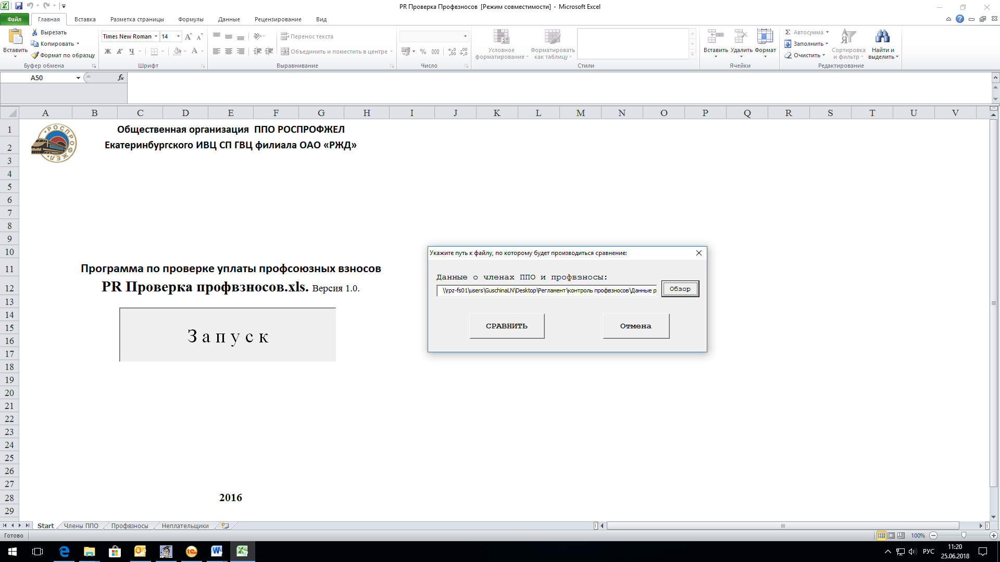 PR Проверка Профвзносов [Режим совместимости] - Microsoft Excel
Файл Главная Вставка Разметка страницы Формулы Данные Рецензирование Вид
Вставить
Вырезать
Копировать
Формат по образцу
Буфер обмена
Times New Roman 14
Ж К Ч А
Шрифт
Перенос текста
Объединить и поместить в центре
Выравнивание
% 000
Число
Условное форматирование
Форматировать как таблицу
Стили
Вставить Удалить Формат
Ячейки
Σ Автосумма
Заполнить
Очистить
Сортировка и фильтр
Найти и выделить
Редактирование
A50 fx
A B C D E F G H I J K L M N O P Q R S T U V
1 Общественная организация ППО РОСПРОФЖЕЛ
2 Екатеринбургского ИВЦ СП ГВЦ филиала ОАО «РЖД»
РОСПРОФЖЕЛ
3
4
5
6
7
8
9
10
11 Программа по проверке уплаты профсоюзных взносов
12 PR Проверка профвзносов.xls. Версия 1.0.
13
14
15
16
17
Запуск
18
19
20
21
22
23
24
25
26
27
28 2016
29
Укажите путь к файлу, по которому будет производиться сравнение:
Данные о членах ППО и профвзносы:
\\rpz-fs01\users\GuschinaLN\Desktop\Регламент\контроль профвзносов\Данные р
Обзор
СРАВНИТЬ Отмена
Start Члены ППО Профвзносы Неплательщики
Готово 100%
РУС
11:20
25.06.2018